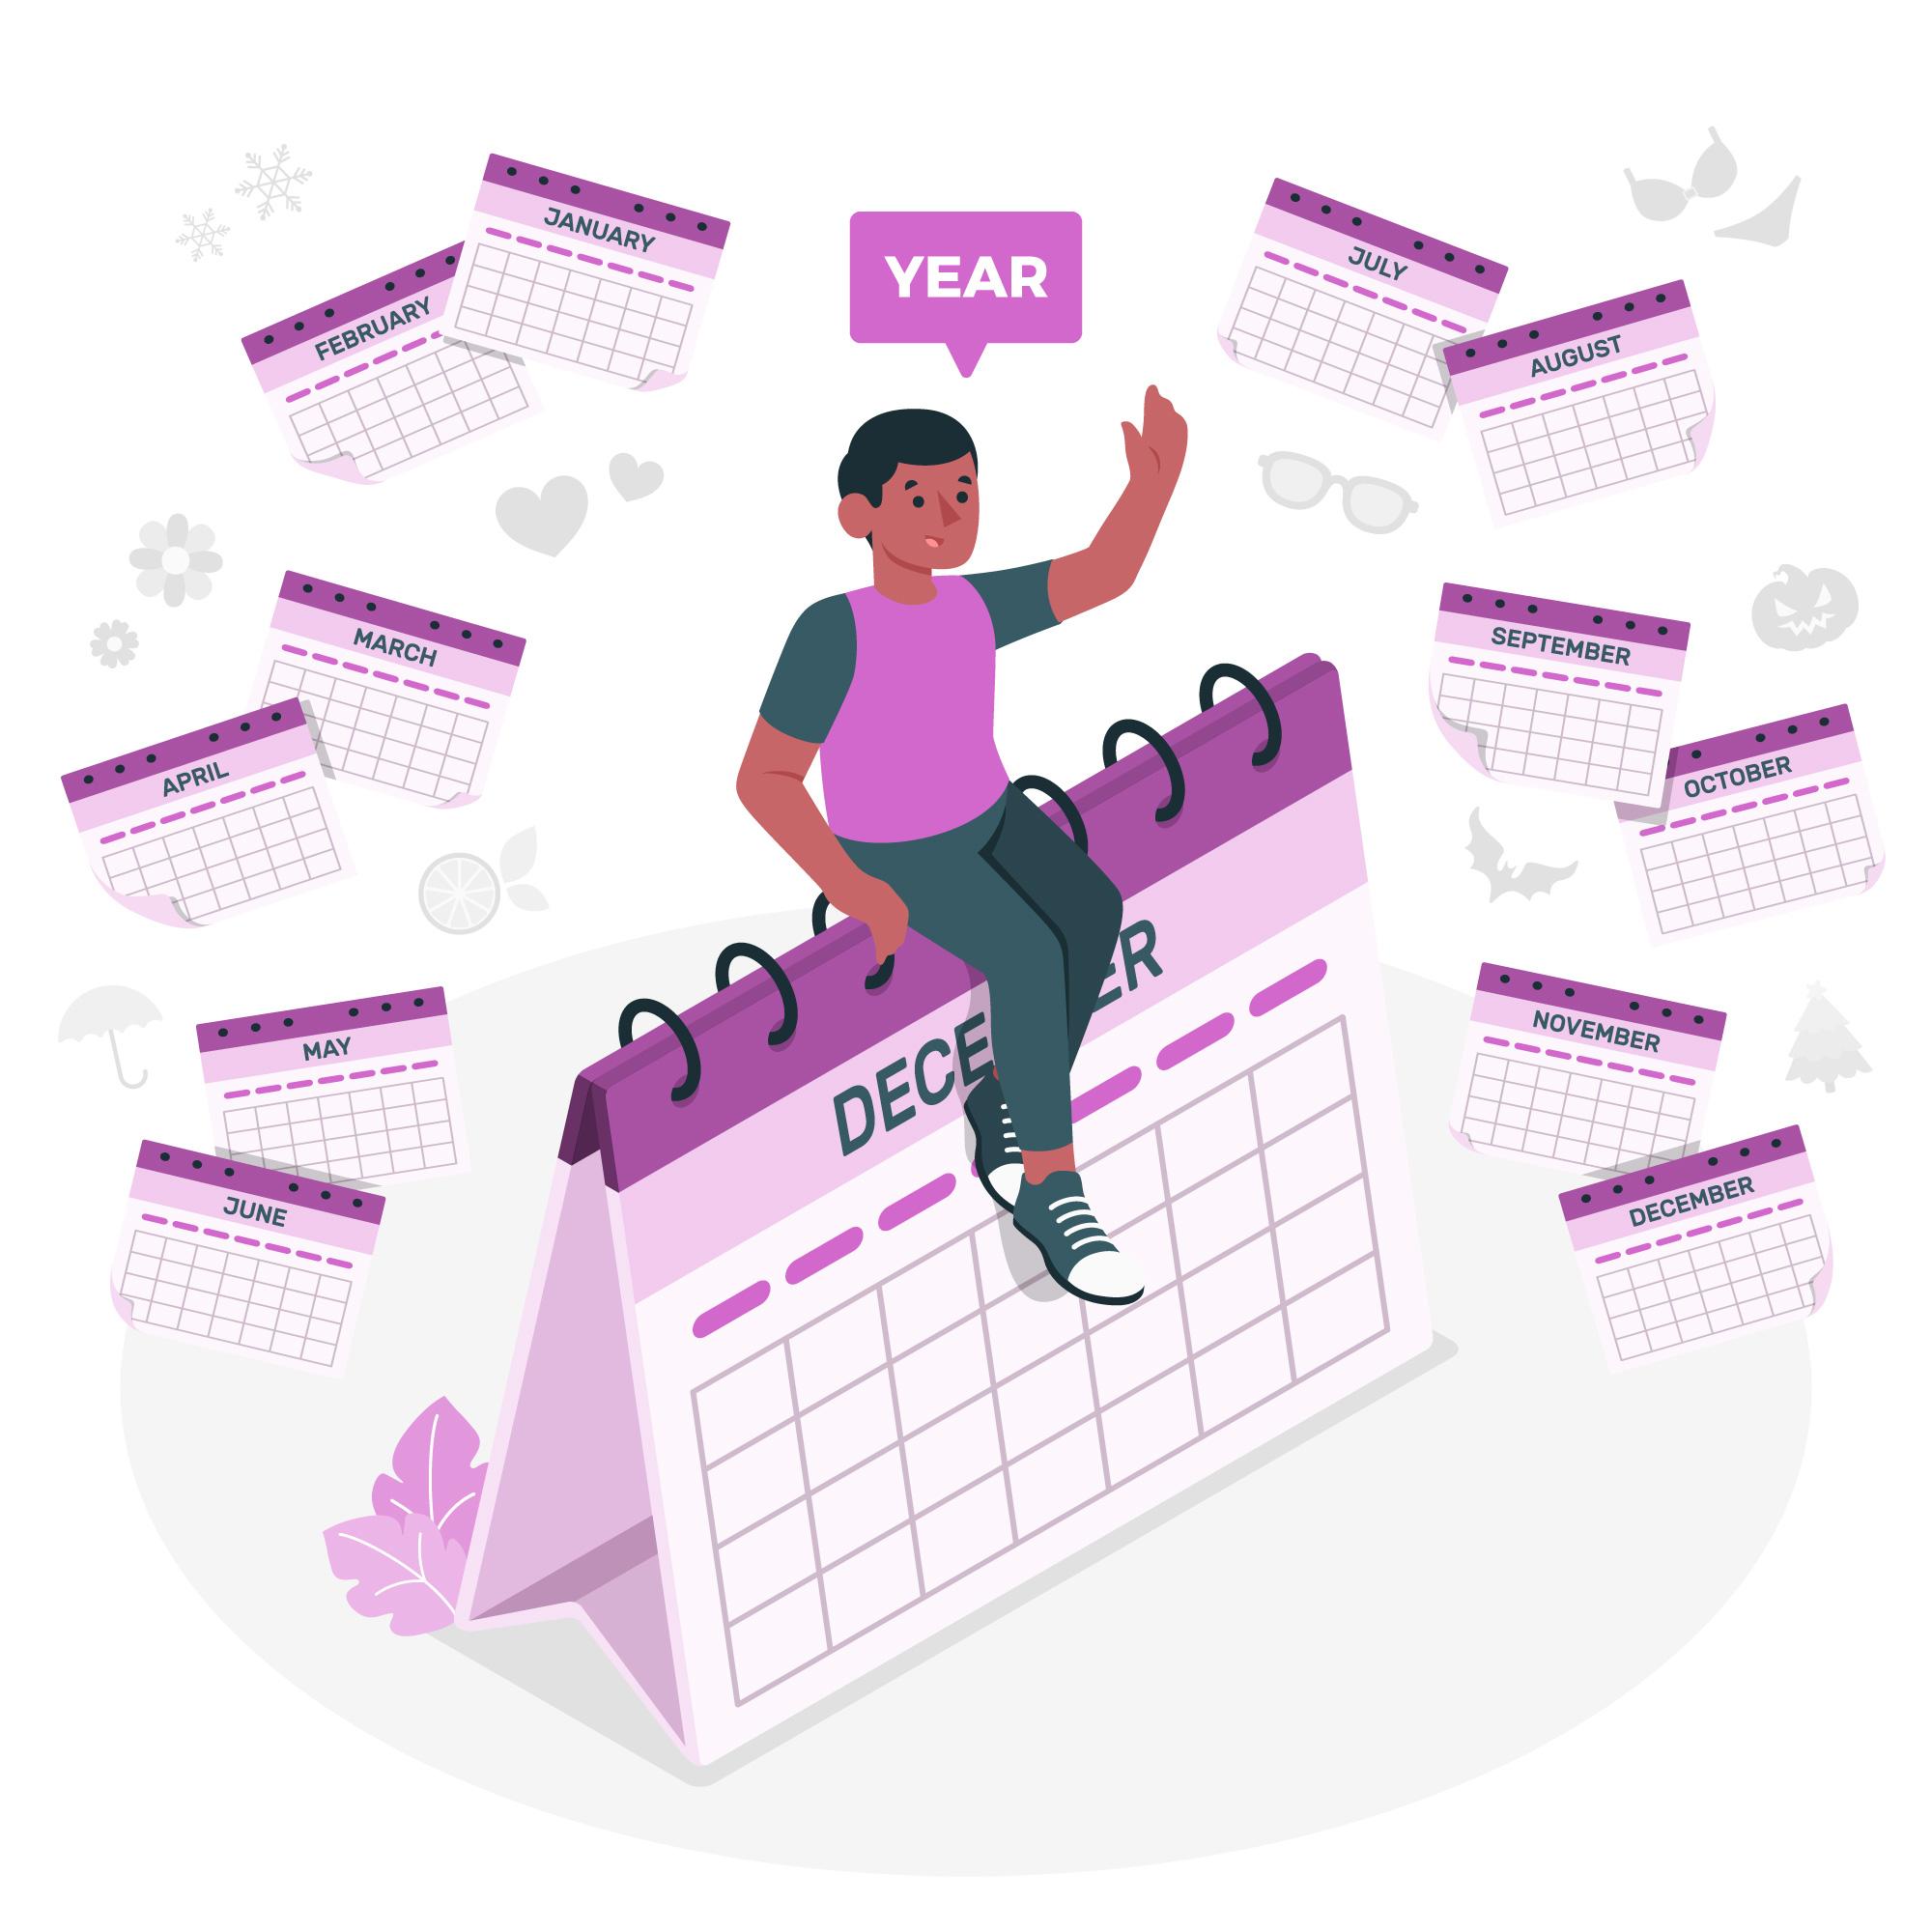 JANUARY
FEBRUARY
YEAR
JULY
AUGUST
MARCH
APRIL
SEPTEMBER
OCTOBER
MAY
JUNE
DECE ER
NOVEMBER
DECEMBER